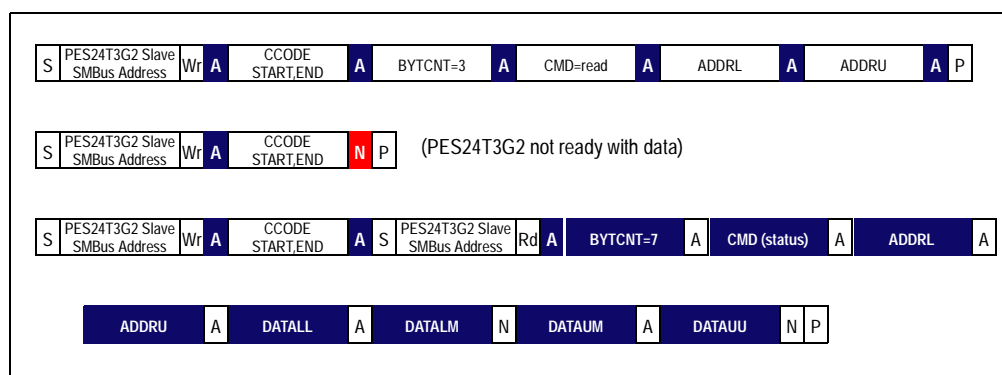 S PES24T3G2 Slave SMBus Address Wr A CCODE START,END A BYTCNT=3 A CMD=read A ADDRL A ADDRU A P
S PES24T3G2 Slave SMBus Address Wr A CCODE START,END N P (PES24T3G2 not ready with data)
S PES24T3G2 Slave SMBus Address Wr A CCODE START,END A S PES24T3G2 Slave SMBus Address Rd A BYTCNT=7 A CMD (status) A ADDRL A
ADDRU A DATALL A DATALM N DATAUM A DATAUU N P